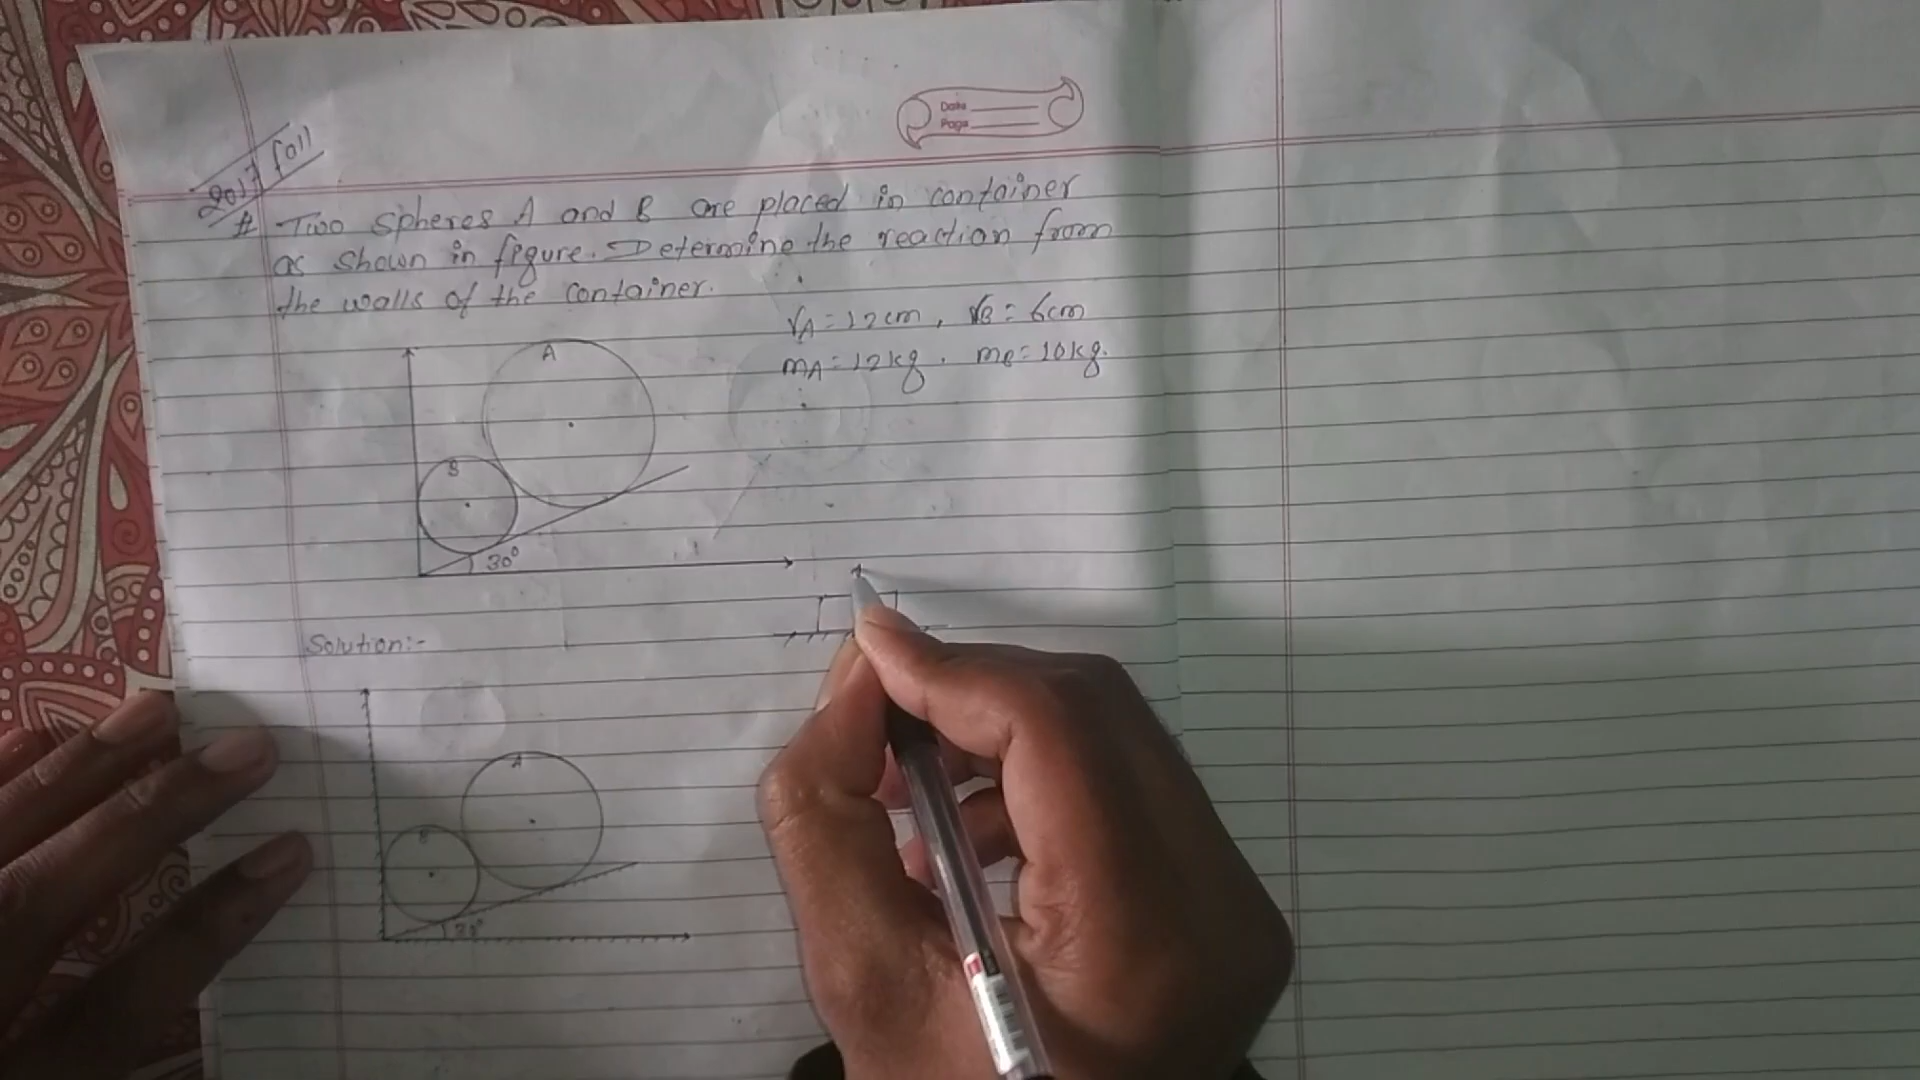 Date
Page
2017 fall
# Two spheres A and B are placed in container
as shown in figure. Determine the reaction from
the walls of the container.
rA = 12cm, rB = 6cm
mA = 12kg. mB = 10kg.
A
B
30°
Solution:-
A
B
30°